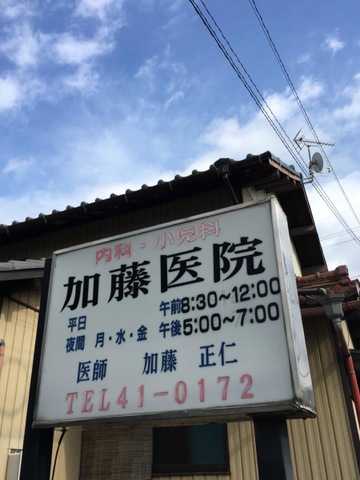 内科・小児科
加藤医院
平日 午前8:30～12:00
夜間 月・水・金 午後5:00～7:00
医師 加藤 正仁
TEL41-0172